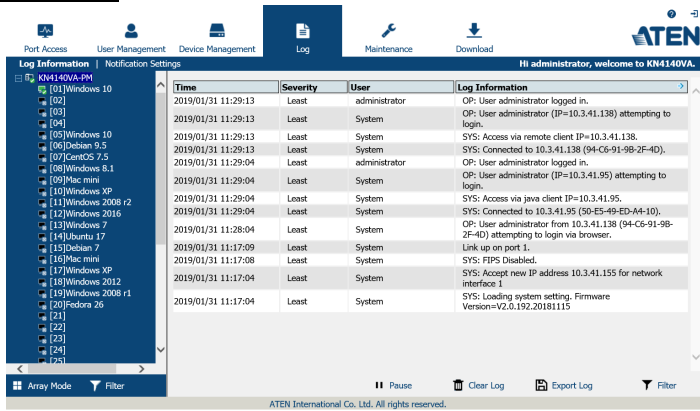 ATEN
Port Access
User Management
Device Management
Log
Maintenance
Download
Log Information | Notification Settings
Hi administrator, welcome to KN4140VA.
KN4140VA-PM
[01]Windows 10
[02]
[03]
[04]
[05]Windows 10
[06]Debian 9.5
[07]CentOS 7.5
[08]Windows 8.1
[09]Mac mini
[10]Windows XP
[11]Windows 2008 r2
[12]Windows 2016
[13]Windows 7
[14]Ubuntu 17
[15]Debian 7
[16]Mac mini
[17]Windows XP
[18]Windows 2012
[19]Windows 2008 r1
[20]Fedora 26
[21]
[22]
[23]
[24]
[25]
Array Mode
Filter
Time Severity User Log Information
2019/01/31 11:29:13 Least administrator OP: User administrator logged in.
2019/01/31 11:29:13 Least System OP: User administrator (IP=10.3.41.138) attempting to
login.
2019/01/31 11:29:13 Least System SYS: Access via remote client IP=10.3.41.138.
2019/01/31 11:29:13 Least System SYS: Connected to 10.3.41.138 (94-C6-91-9B-2F-4D).
2019/01/31 11:29:04 Least administrator OP: User administrator logged in.
2019/01/31 11:29:04 Least System OP: User administrator (IP=10.3.41.95) attempting to
login.
2019/01/31 11:29:04 Least System SYS: Access via java client IP=10.3.41.95.
2019/01/31 11:29:04 Least System SYS: Connected to 10.3.41.95 (50-E5-49-ED-A4-10).
2019/01/31 11:28:04 Least System OP: User administrator from 10.3.41.138 (94-C6-91-9B-
2F-4D) attempting to login via browser.
2019/01/31 11:17:09 Least System Link up on port 1.
2019/01/31 11:17:08 Least System SYS: FIPS Disabled.
2019/01/31 11:17:04 Least System SYS: Accept new IP address 10.3.41.155 for network
interface 1
2019/01/31 11:17:04 Least System SYS: Loading system setting. Firmware
Version=V2.0.192.20181115
Pause
Clear Log
Export Log
Filter
ATEN International Co. Ltd. All rights reserved.